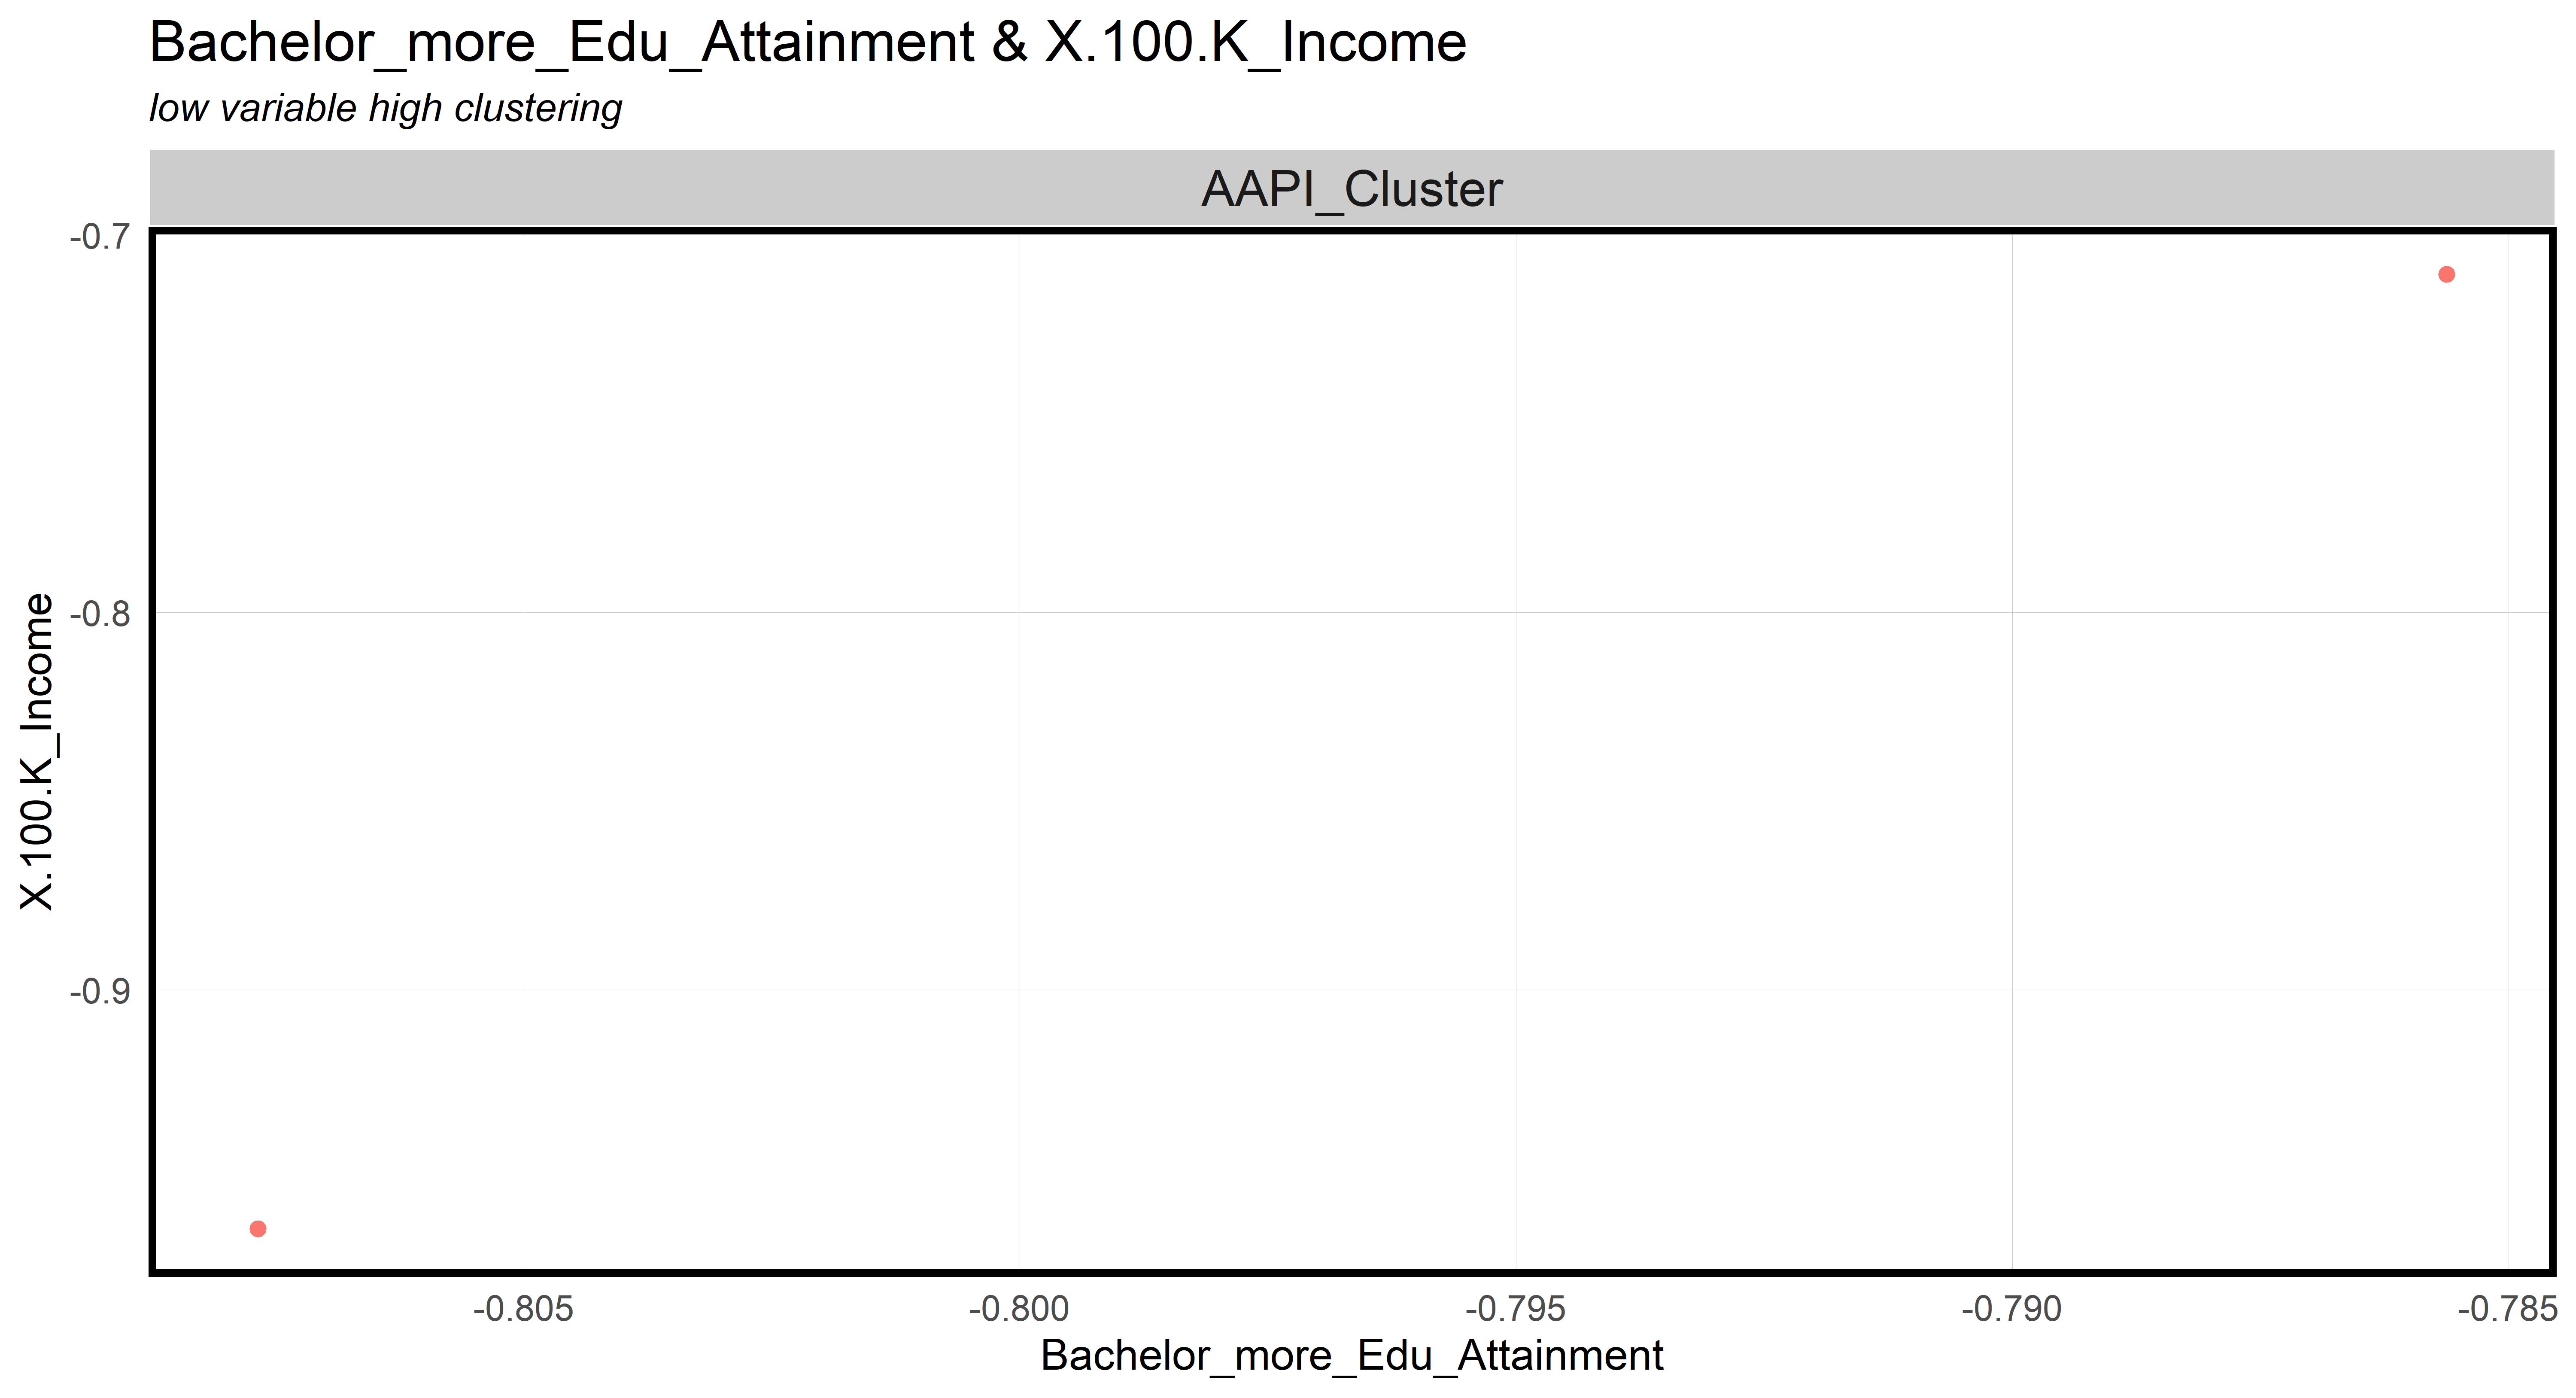 Bachelor_more_Edu_Attainment & X.100.K_Income
low variable high clustering
AAPI_Cluster
-0.7
-0.8
-0.9
X.100.K_Income
-0.805
-0.800
-0.795
-0.790
-0.785
Bachelor_more_Edu_Attainment